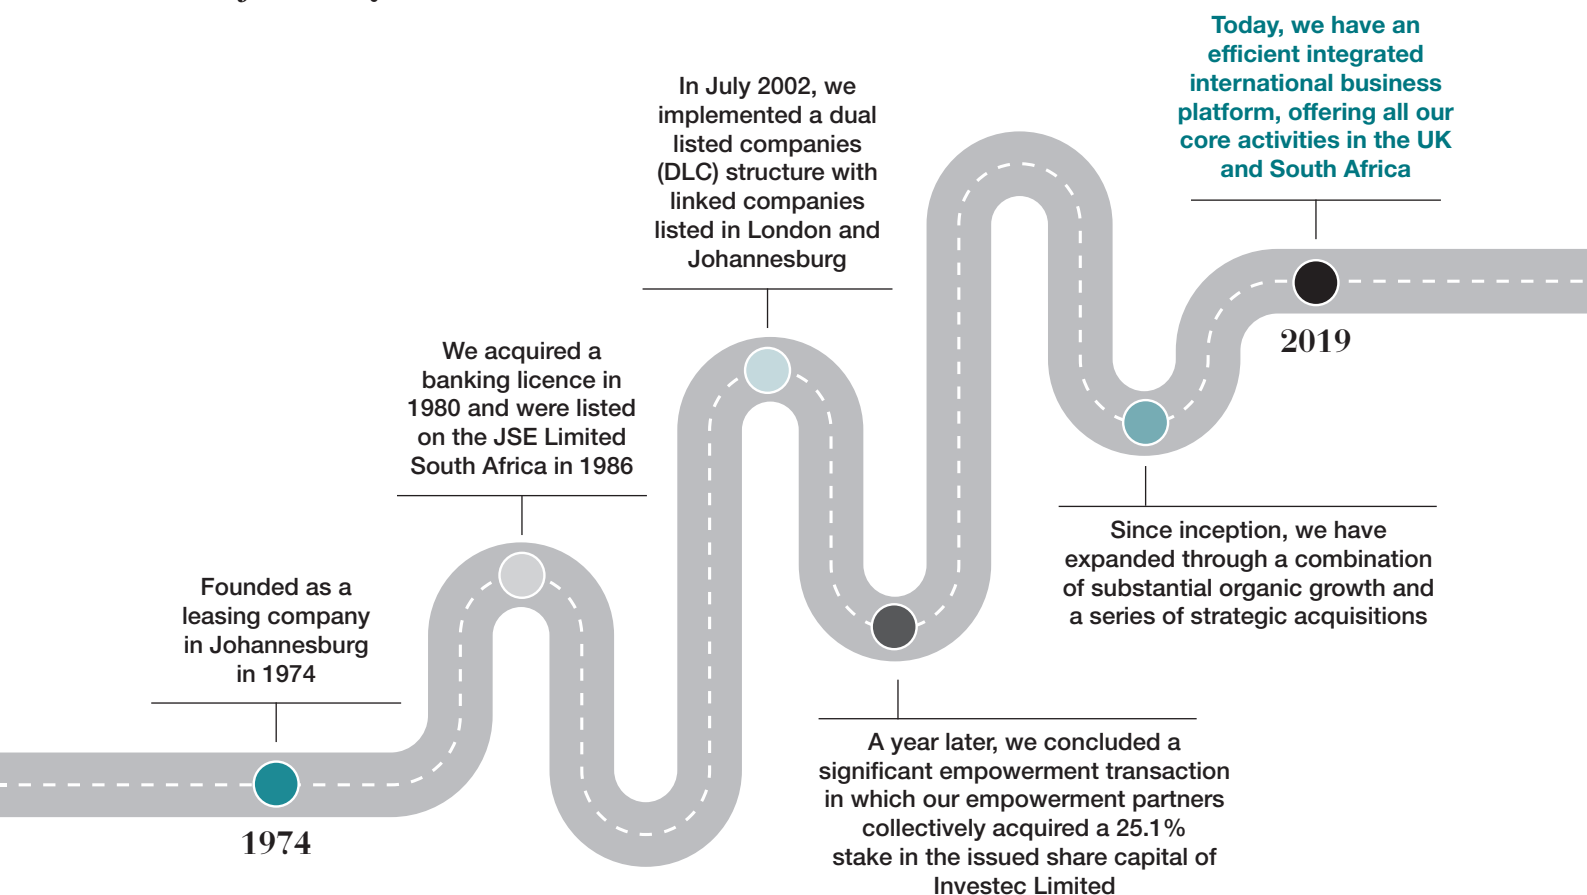 Founded as a
leasing company
in Johannesburg
in 1974
1974
We acquired a
banking licence in
1980 and were listed
on the JSE Limited
South Africa in 1986
In July 2002, we
implemented a dual
listed companies
(DLC) structure with
linked companies
listed in London and
Johannesburg
A year later, we concluded a
significant empowerment transaction
in which our empowerment partners
collectively acquired a 25.1%
stake in the issued share capital of
Investec Limited
Since inception, we have
expanded through a combination
of substantial organic growth and
a series of strategic acquisitions
Today, we have an
efficient integrated
international business
platform, offering all our
core activities in the UK
and South Africa
2019